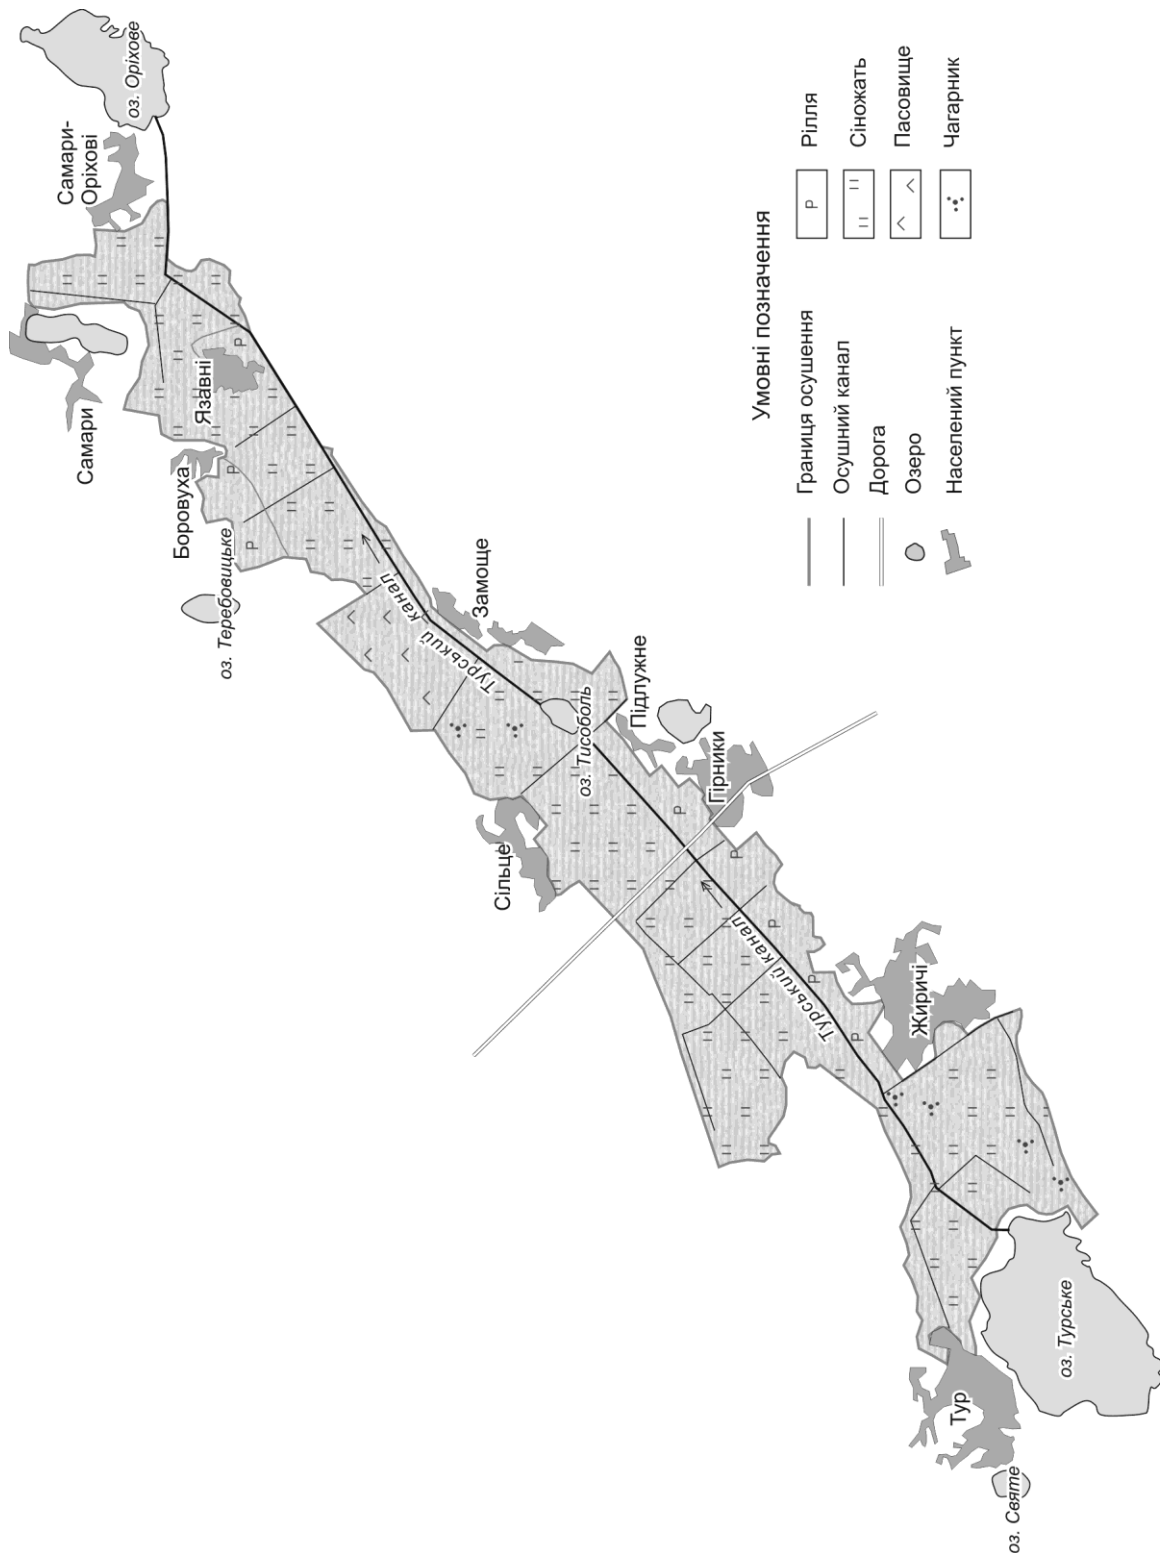 Самари-
Оріхові
Самари
оз. Оріхове
Боровуха
Язавні
оз. Теребовицьке
Р
Р
Р
Турський канал
Замоще
Сільце
оз. Тисоболь
Підлужне
Гірники
Р
Р
Р
Р
Р
Турський канал
Жиричі
Тур
оз. Святе
оз. Турське
Умовні позначення
Границя осушення
Осушний канал
Дорога
Озеро
Населений пункт
Р
Рілля
Сіножать
Пасовище
Чагарник